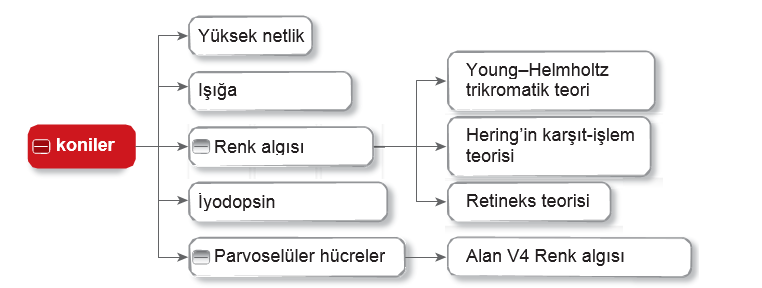 koniler
Yüksek netlik
Işığa
Renk algısı
Young–Helmholtz
trikromatik teori
Hering’in karşıt-işlem
teorisi
Retineks teorisi
İyodopsin
Parvoselüler hücreler
Alan V4 Renk algısı